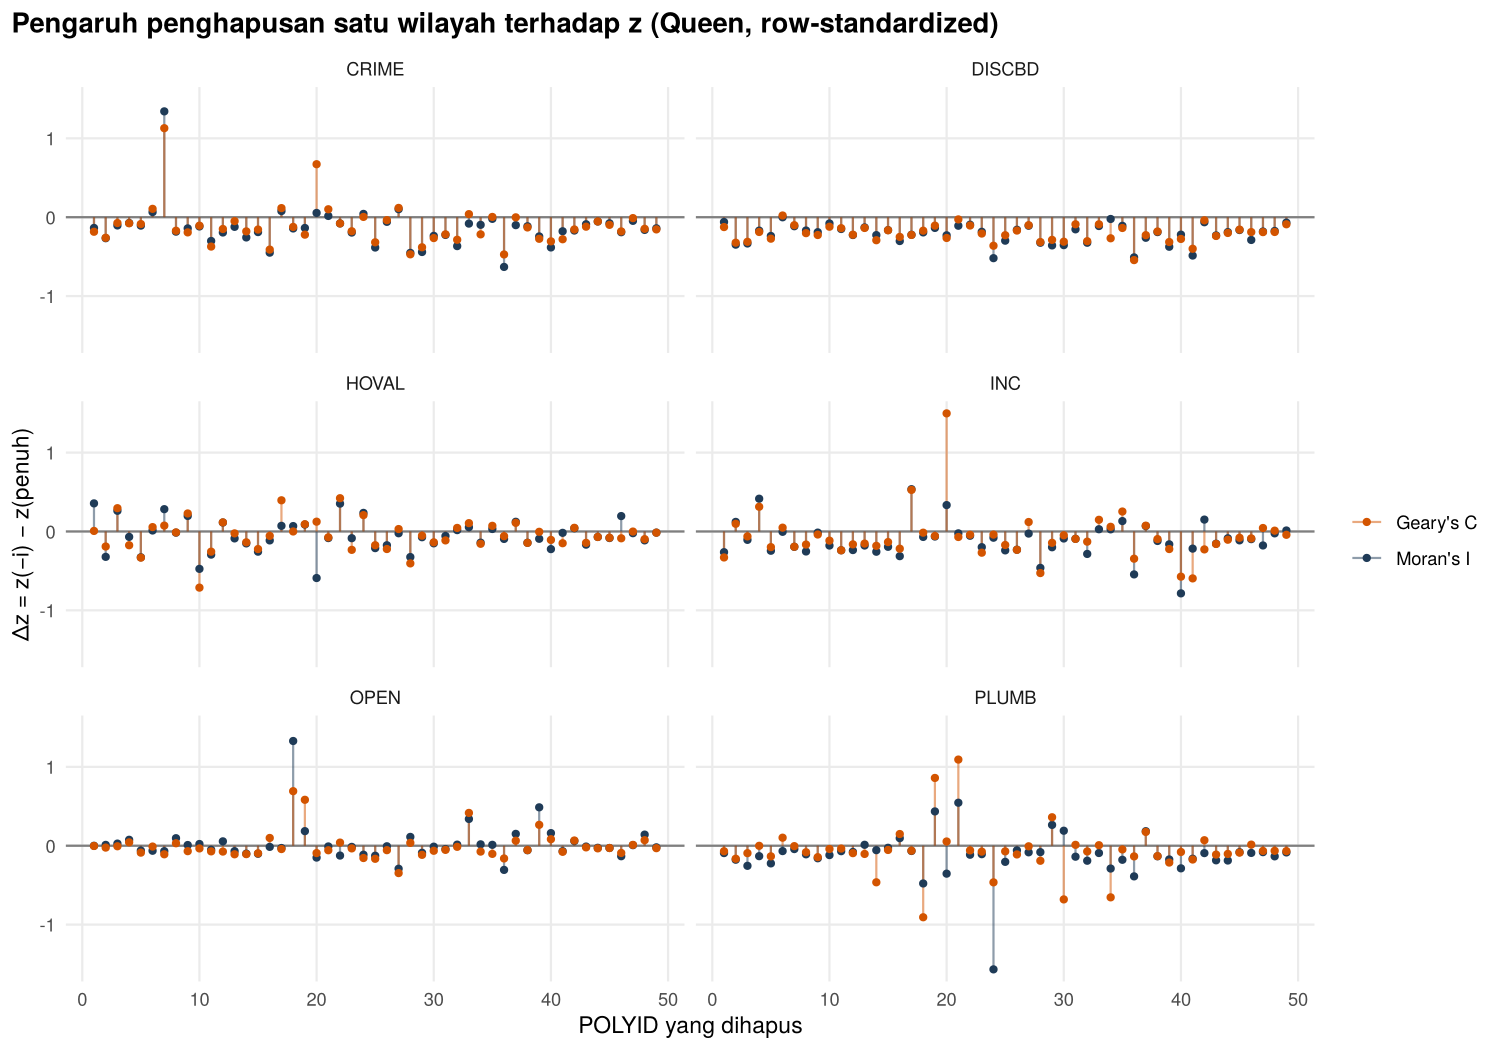 Pengaruh penghapusan satu wilayah terhadap z (Queen, row-standardized)
CRIME
DISCBD
1
0
-1
HOVAL
INC
1
0
-1
Δz = z(−i) − z(penuh)
Geary's C
Moran's I
OPEN
PLUMB
1
0
-1
0 10 20 30 40 50
0 10 20 30 40 50
POLYID yang dihapus